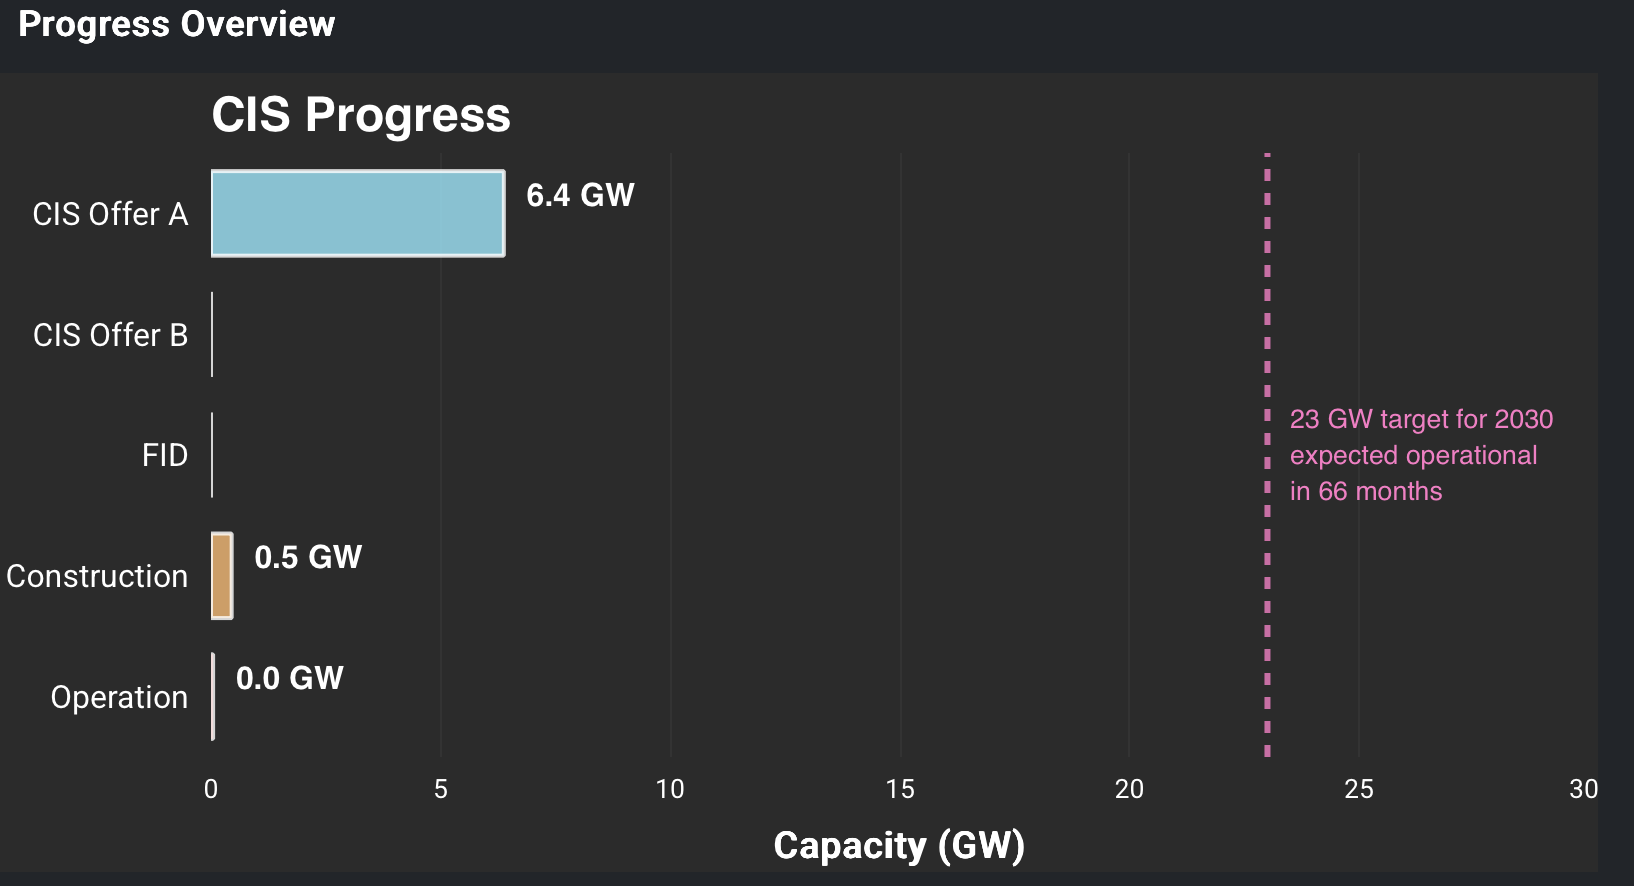 Progress Overview
CIS Progress
CIS Offer A
6.4 GW
CIS Offer B
FID
23 GW target for 2030
expected operational
in 66 months
Construction
0.5 GW
Operation
0.0 GW
0 5 10 15 20 25 30
Capacity (GW)